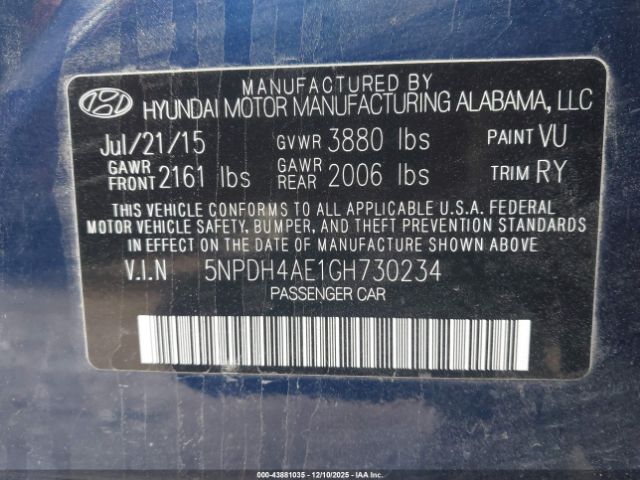 MANUFACTURED BY
HYUNDAI MOTOR MANUFACTURING ALABAMA, LLC
Jul/21/15 GVWR 3880 lbs PAINT VU
GAWR FRONT 2161 lbs GAWR REAR 2006 lbs TRIM RY
THIS VEHICLE CONFORMS TO ALL APPLICABLE U.S.A. FEDERAL
MOTOR VEHICLE SAFETY, BUMPER, AND THEFT PREVENTION STANDARDS
IN EFFECT ON THE DATE OF MANUFACTURE SHOWN ABOVE
V.I.N 5NPDH4AE1GH730234
PASSENGER CAR
000-43881035 - 12/10/2025 - COPART